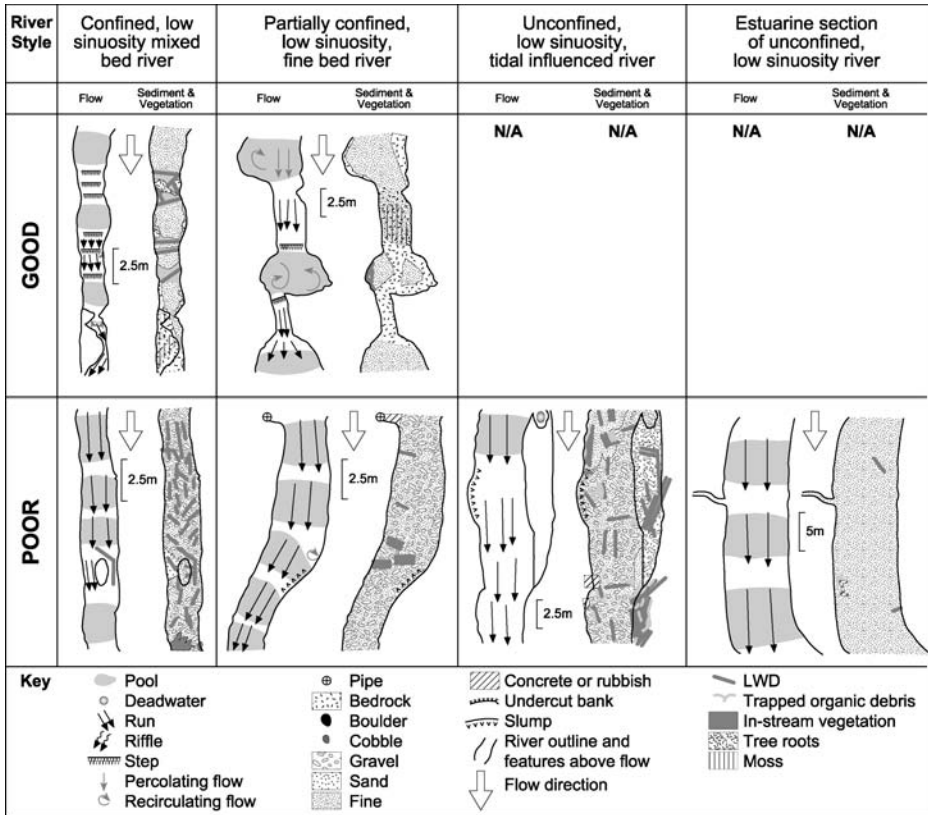 River
Style
Confined, low
sinuosity mixed
bed river
Partially confined,
low sinuosity,
fine bed river
Unconfined,
low sinuosity,
tidal influenced river
Estuarine section
of unconfined,
low sinuosity river
Flow
Sediment &
Vegetation
Flow
Sediment &
Vegetation
Flow
Sediment &
Vegetation
Flow
Sediment &
Vegetation
GOOD
2.5m
2.5m
N/A
N/A
N/A
N/A
POOR
2.5m
2.5m
2.5m
5m
Key
Pool
Deadwater
Run
Riffle
Step
Percolating flow
Recirculating flow
Pipe
Bedrock
Boulder
Cobble
Gravel
Sand
Fine
Concrete or rubbish
Undercut bank
Slump
River outline and
features above flow
Flow direction
LWD
Trapped organic debris
In-stream vegetation
Tree roots
Moss